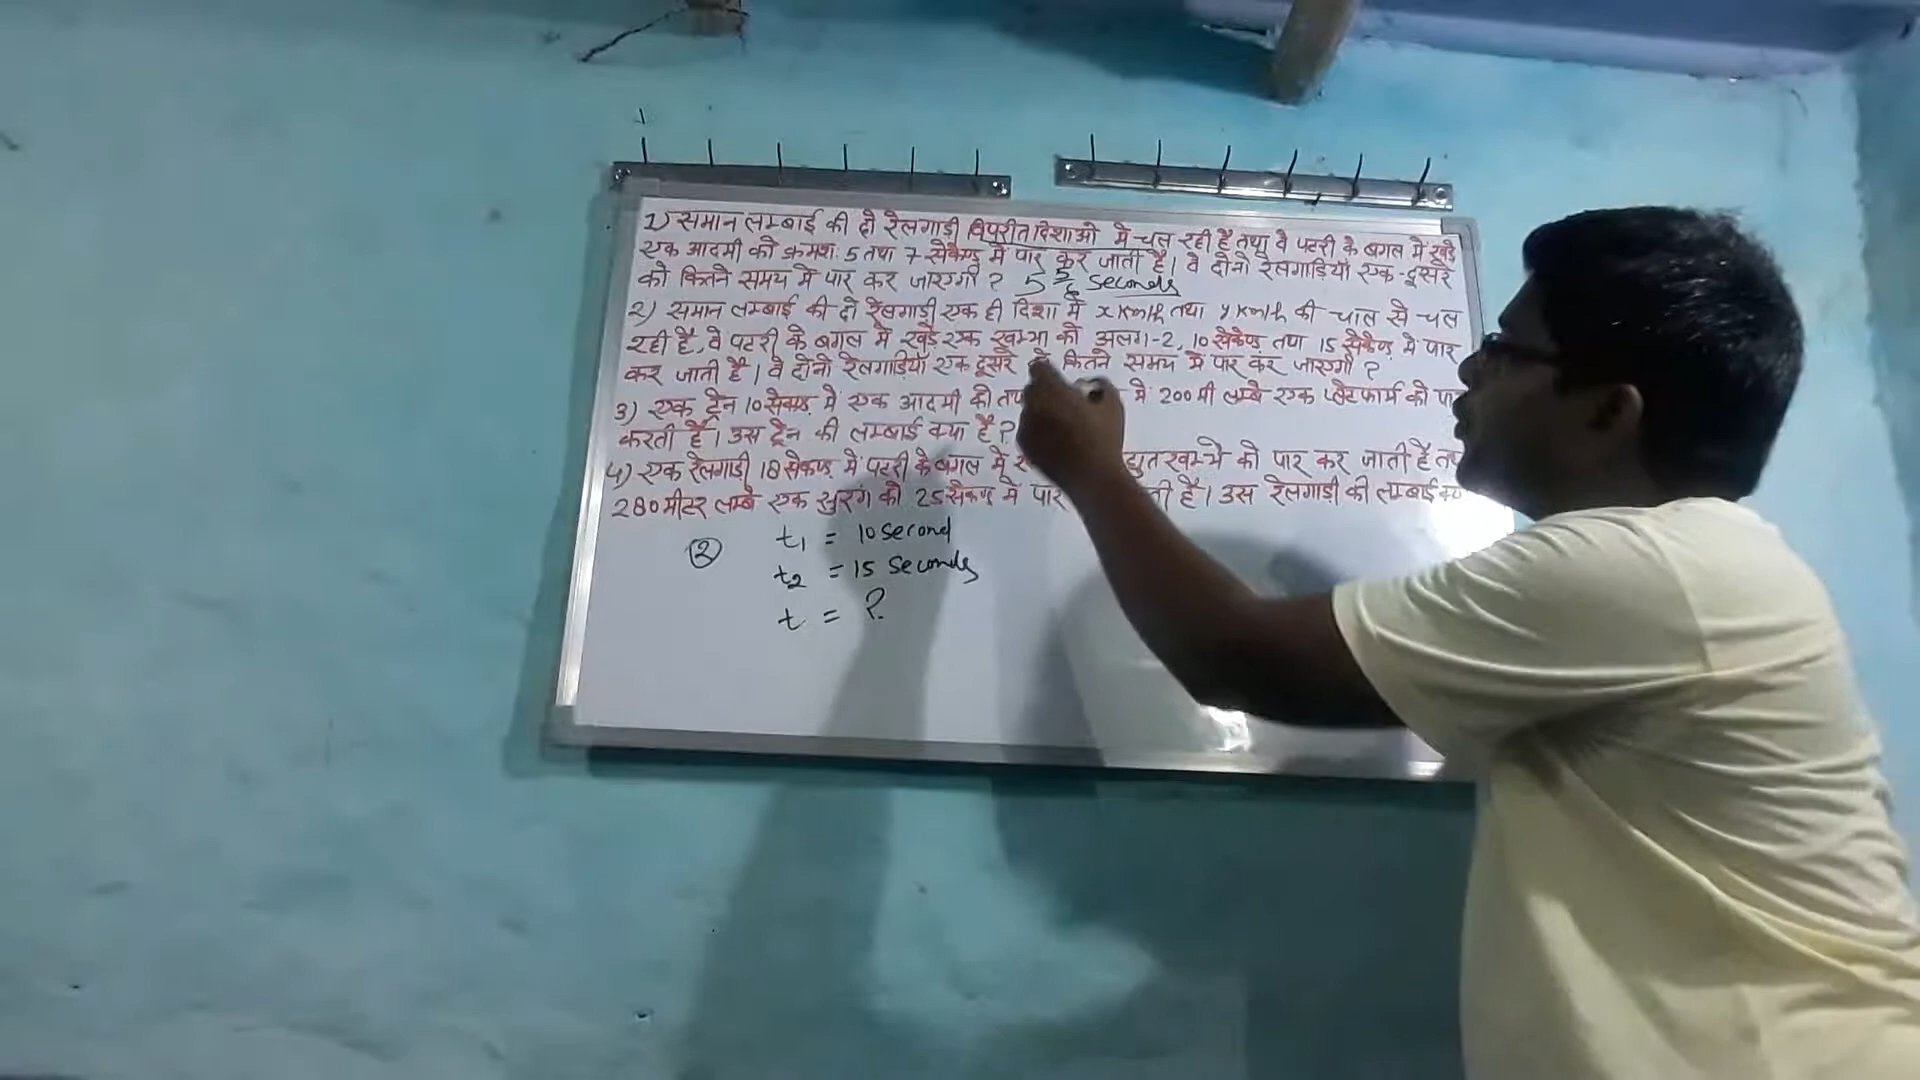 1) समान लम्बाई की दो रेलगाड़ी विपरीत दिशाओ मे चल रही है तथा वे पटरी के बगल में खड़े
एक आदमी को क्रमश: 5 तथा 7 सेकेण्ड में पार कर जाती है। वे दोनो रेलगाड़ियाँ एक-दूसरे
को कितने समय मे पार कर जाएगी ? 5 5/6 seconds
2) समान लम्बाई की दो रेलगाड़ी एक ही दिशा में x km/h तथा y km/h की चाल से चल
रही है, वे पटरी के बगल मे खड़े एक खम्भा को अलग-2, 10 सेकेण्ड तथा 15 सेकेण्ड मे पार
कर जाती है। वे दोनो रेलगाड़ियाँ एक दूसरे को कितने समय मे पार कर जाएगी ?
3) एक ट्रेन 10 सेकण्ड में एक आदमी को में 200 मी लम्बे एक प्लेटफार्म को
करती है। उस ट्रेन की लम्बाई क्या है ?
4) एक रेलगाड़ी 18 सेकण्ड में पटरी के बगल मे खम्भे को पार कर जाती है
280 मीटर लम्बे एक सुरंग को 25 सेकण्ड मे पार है। उस रेलगाड़ी की लम्बाई
② t1 = 10 second
t2 = 15 seconds
t = ?